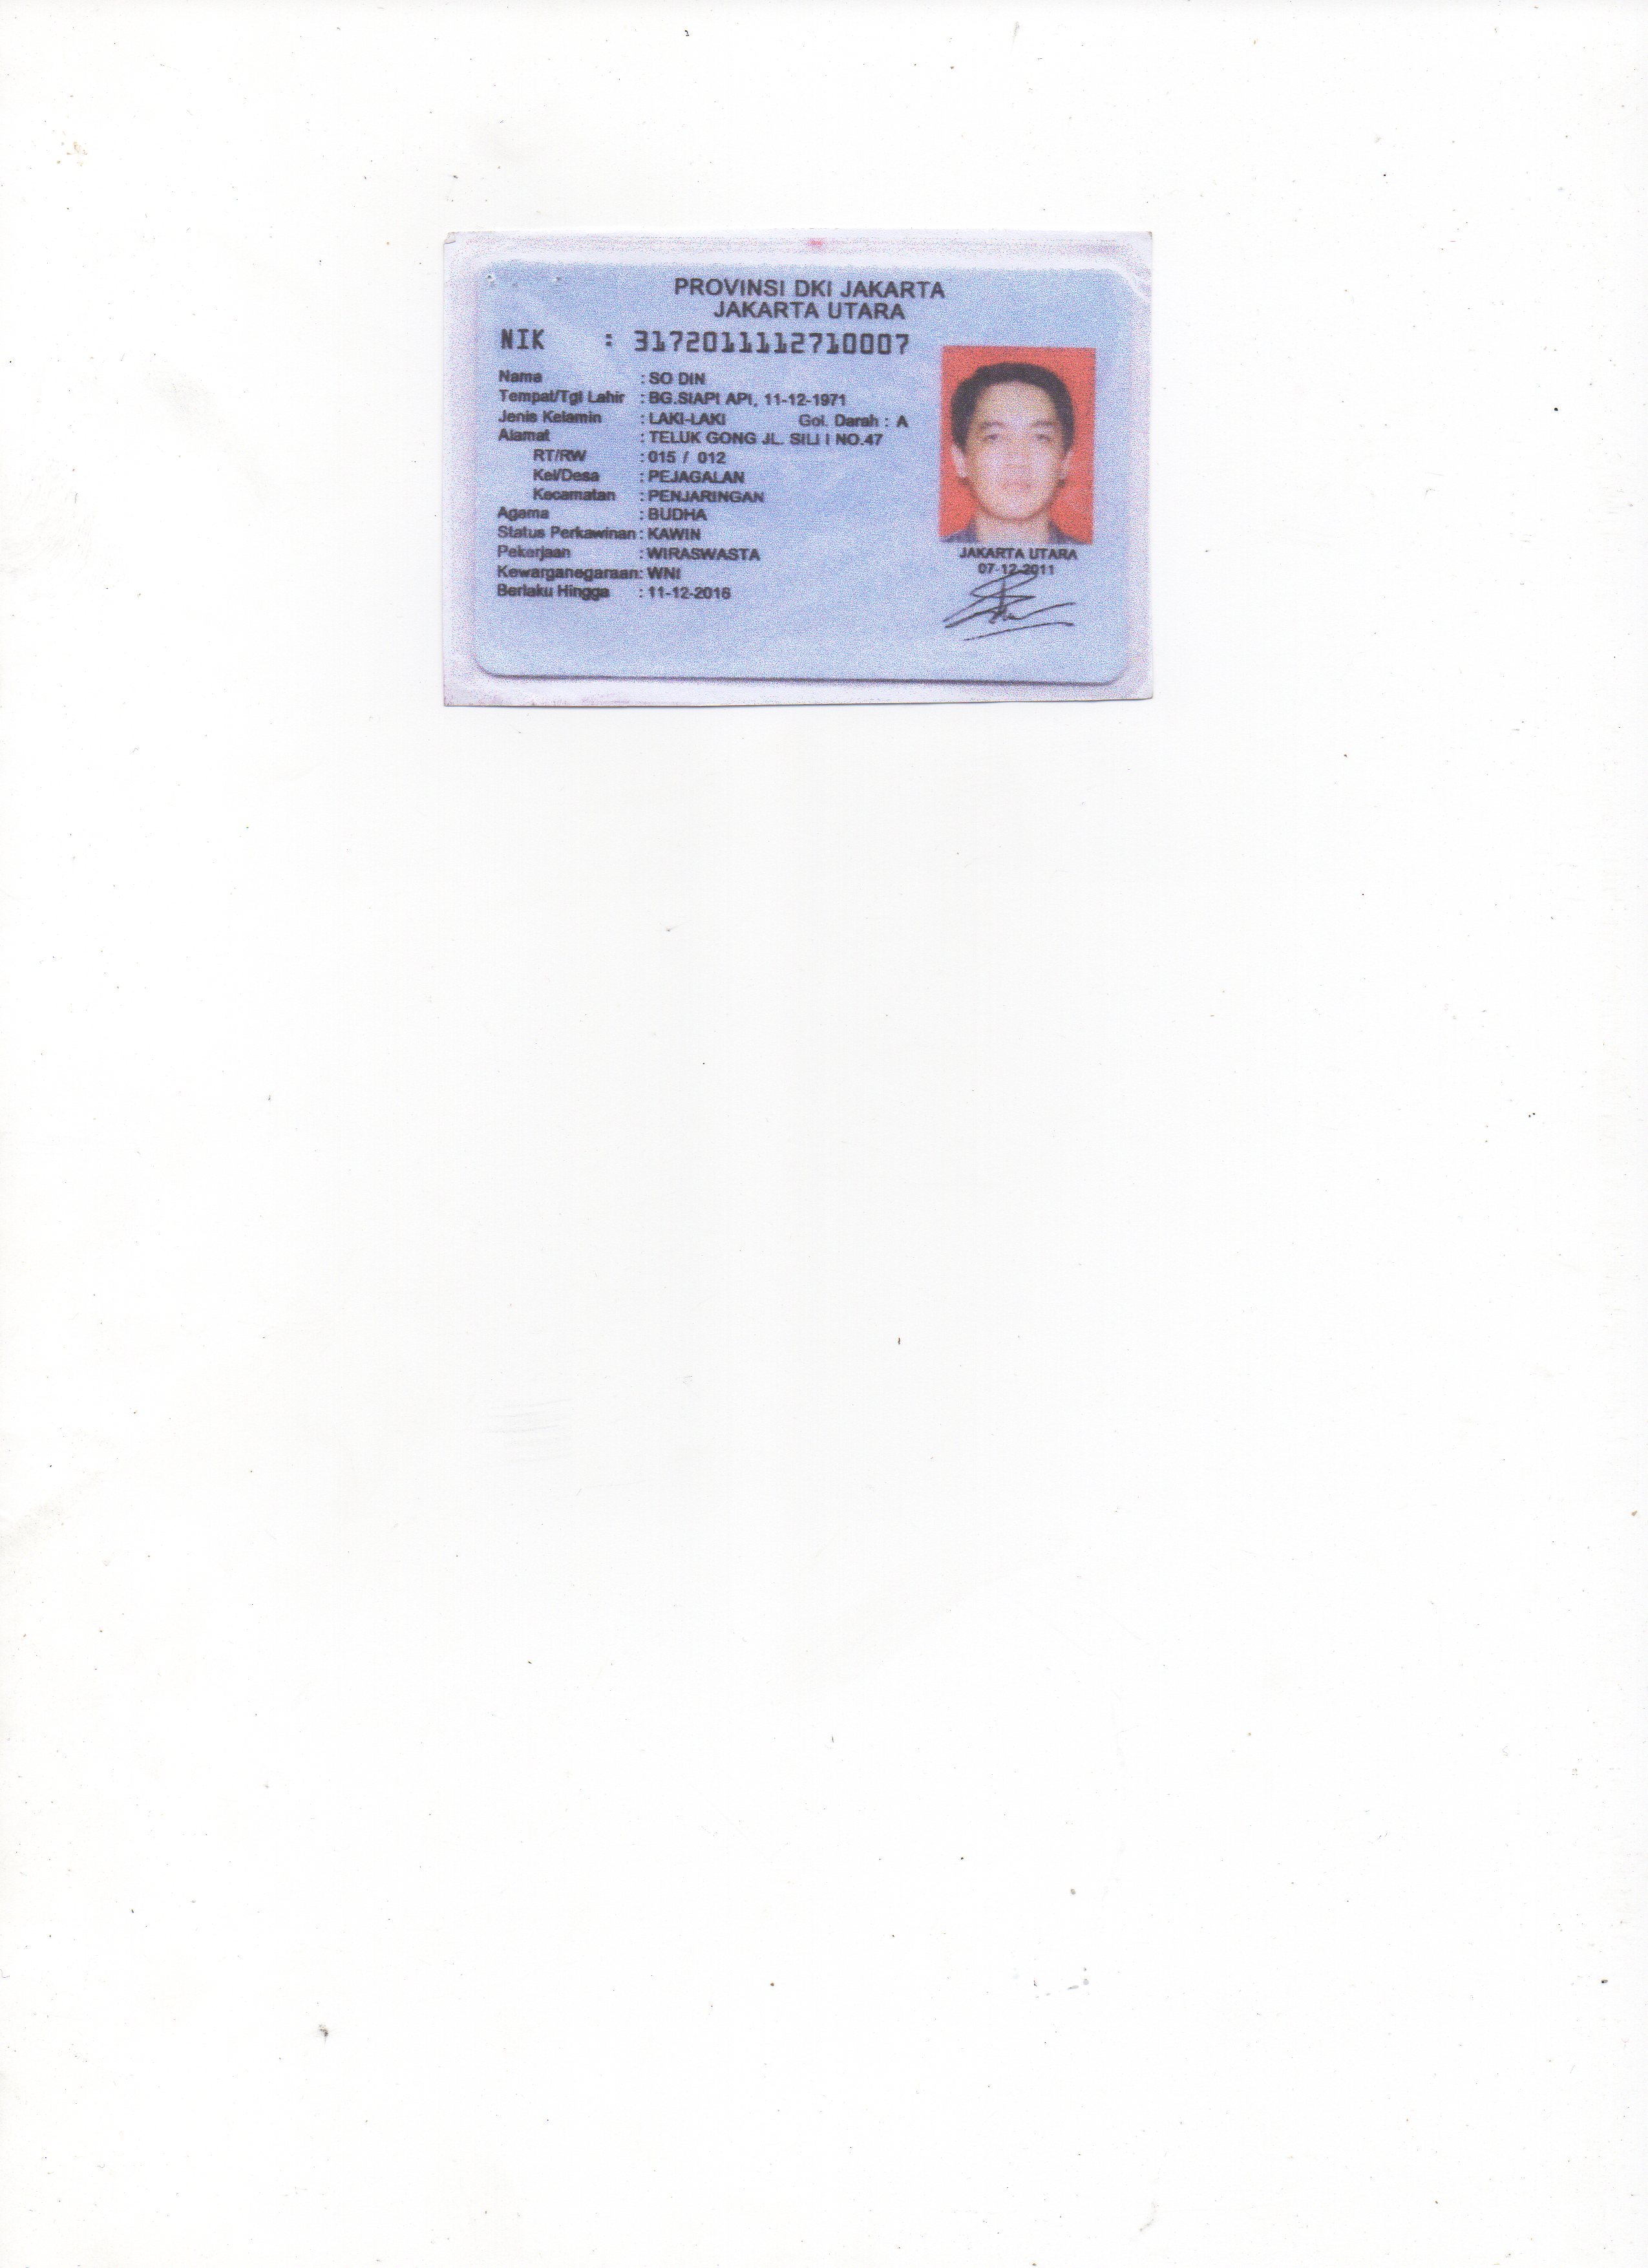 PROVINSI DKI JAKARTA
JAKARTA UTARA
NIK : 3172011112710007
Nama : SO DIN
Tempat/Tgl Lahir : BG.SIAPI API, 11-12-1971
Jenis Kelamin : LAKI-LAKI Gol. Darah : A
Alamat : TELUK GONG JL. SILI I NO.47
RT/RW : 015 / 012
Kel/Desa : PEJAGALAN
Kecamatan : PENJARINGAN
Agama : BUDHA
Status Perkawinan : KAWIN
Pekerjaan : WIRASWASTA
Kewarganegaraan : WNI
Berlaku Hingga : 11-12-2016
JAKARTA UTARA
07-12-2011